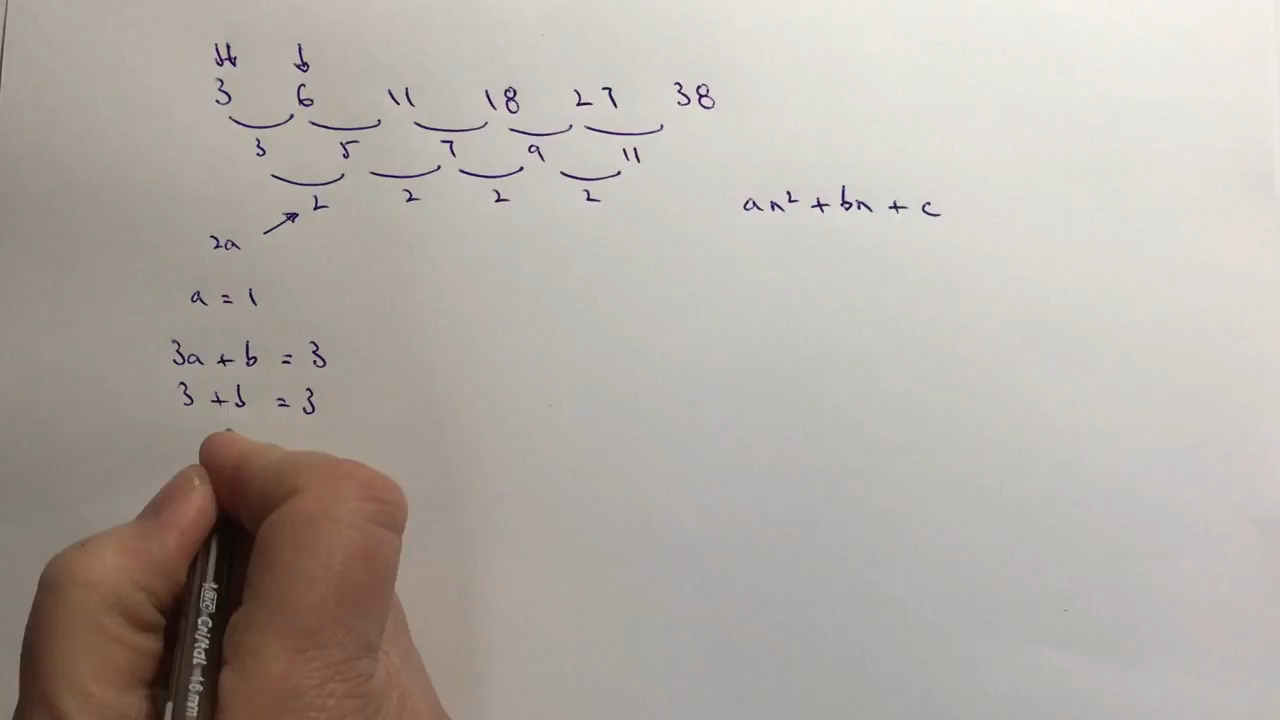 3 6 11 18 27 38
3 5 7 9 11
2 2 2 2
an² + bn + c
2a
a = 1
3a + b = 3
3 + b = 3
BIC Cristal 1.6mm